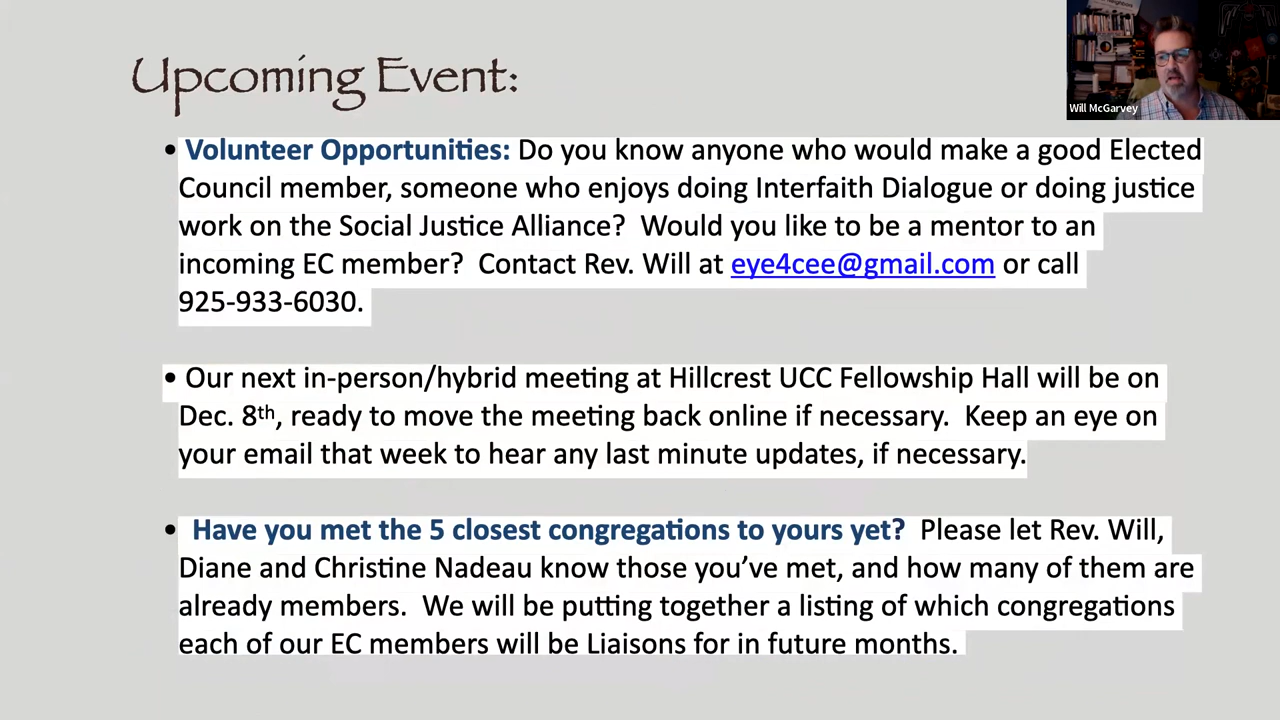 Upcoming Event:
Will McGarvey
• Volunteer Opportunities: Do you know anyone who would make a good Elected
Council member, someone who enjoys doing Interfaith Dialogue or doing justice
work on the Social Justice Alliance?  Would you like to be a mentor to an
incoming EC member?  Contact Rev. Will at eye4cee@gmail.com or call
925-933-6030.
• Our next in-person/hybrid meeting at Hillcrest UCC Fellowship Hall will be on
Dec. 8th, ready to move the meeting back online if necessary.  Keep an eye on
your email that week to hear any last minute updates, if necessary.
• Have you met the 5 closest congregations to yours yet?  Please let Rev. Will,
Diane and Christine Nadeau know those you’ve met, and how many of them are
already members.  We will be putting together a listing of which congregations
each of our EC members will be Liaisons for in future months.